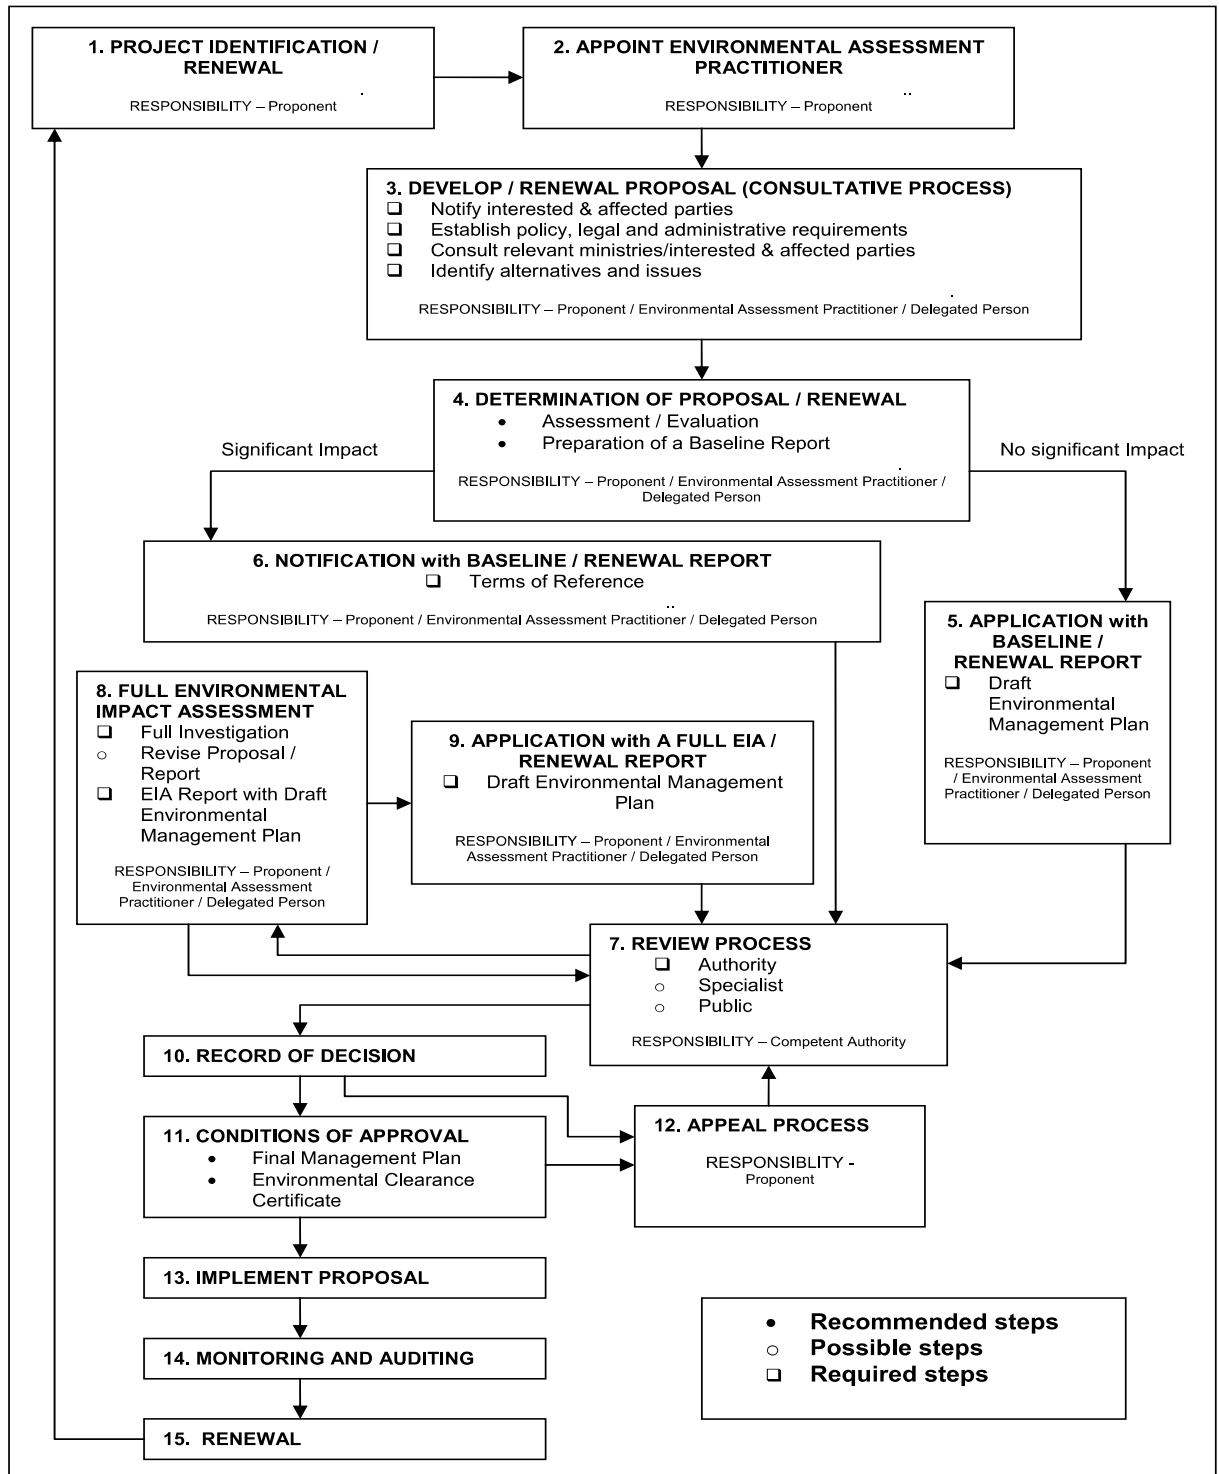 1. PROJECT IDENTIFICATION /
RENEWAL
RESPONSIBILITY – Proponent
2. APPOINT ENVIRONMENTAL ASSESSMENT
PRACTITIONER
RESPONSIBILITY – Proponent
3. DEVELOP / RENEWAL PROPOSAL (CONSULTATIVE PROCESS)
❑ Notify interested & affected parties
❑ Establish policy, legal and administrative requirements
❑ Consult relevant ministries/interested & affected parties
❑ Identify alternatives and issues
RESPONSIBILITY – Proponent / Environmental Assessment Practitioner / Delegated Person
4. DETERMINATION OF PROPOSAL / RENEWAL
• Assessment / Evaluation
• Preparation of a Baseline Report
RESPONSIBILITY – Proponent / Environmental Assessment Practitioner /
Delegated Person
Significant Impact
No significant Impact
6. NOTIFICATION with BASELINE / RENEWAL REPORT
❑ Terms of Reference
RESPONSIBILITY – Proponent / Environmental Assessment Practitioner / Delegated Person
5. APPLICATION with
BASELINE /
RENEWAL REPORT
❑ Draft
Environmental
Management Plan
RESPONSIBILITY – Proponent
/ Environmental Assessment
Practitioner / Delegated Person
8. FULL ENVIRONMENTAL
IMPACT ASSESSMENT
❑ Full Investigation
○ Revise Proposal /
Report
❑ EIA Report with Draft
Environmental
Management Plan
RESPONSIBILITY – Proponent /
Environmental Assessment
Practitioner / Delegated Person
9. APPLICATION with A FULL EIA /
RENEWAL REPORT
❑ Draft Environmental Management
Plan
RESPONSIBILITY – Proponent / Environmental
Assessment Practitioner / Delegated Person
7. REVIEW PROCESS
❑ Authority
○ Specialist
○ Public
RESPONSIBILITY – Competent Authority
10. RECORD OF DECISION
11. CONDITIONS OF APPROVAL
• Final Management Plan
• Environmental Clearance
Certificate
12. APPEAL PROCESS
RESPONSIBLITY -
Proponent
13. IMPLEMENT PROPOSAL
14. MONITORING AND AUDITING
15. RENEWAL
• Recommended steps
○ Possible steps
❑ Required steps